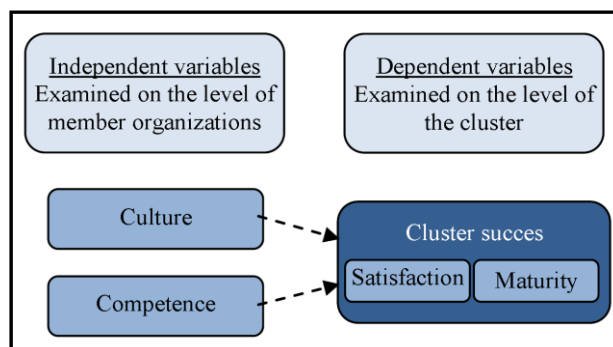 Independent variables
Examined on the level of
member organizations
Dependent variables
Examined on the level of
the cluster
Culture
Competence
Cluster succes
Satisfaction
Maturity